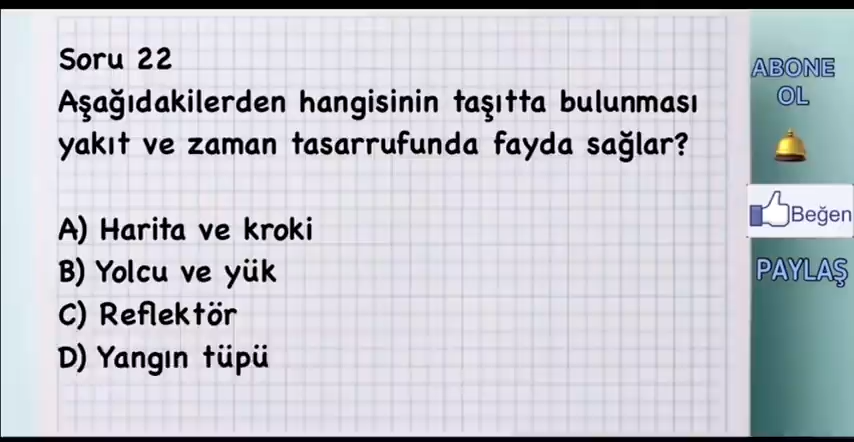 Soru 22
Aşağıdakilerden hangisinin taşıtta bulunması
yakıt ve zaman tasarrufunda fayda sağlar?
A) Harita ve kroki
B) Yolcu ve yük
C) Reflektör
D) Yangın tüpü
ABONE
OL
Beğen
PAYLAŞ